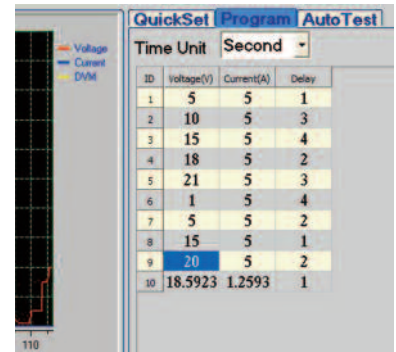 QuickSet Program AutoTest
Voltage
Current
DVM
Time Unit Second
ID Voltage(V) Current(A) Delay
1 5 5 1
2 10 5 3
3 15 5 4
4 18 5 2
5 21 5 3
6 1 5 4
7 5 5 2
8 15 5 1
9 20 5 2
10 18.5923 1.2593 1
110